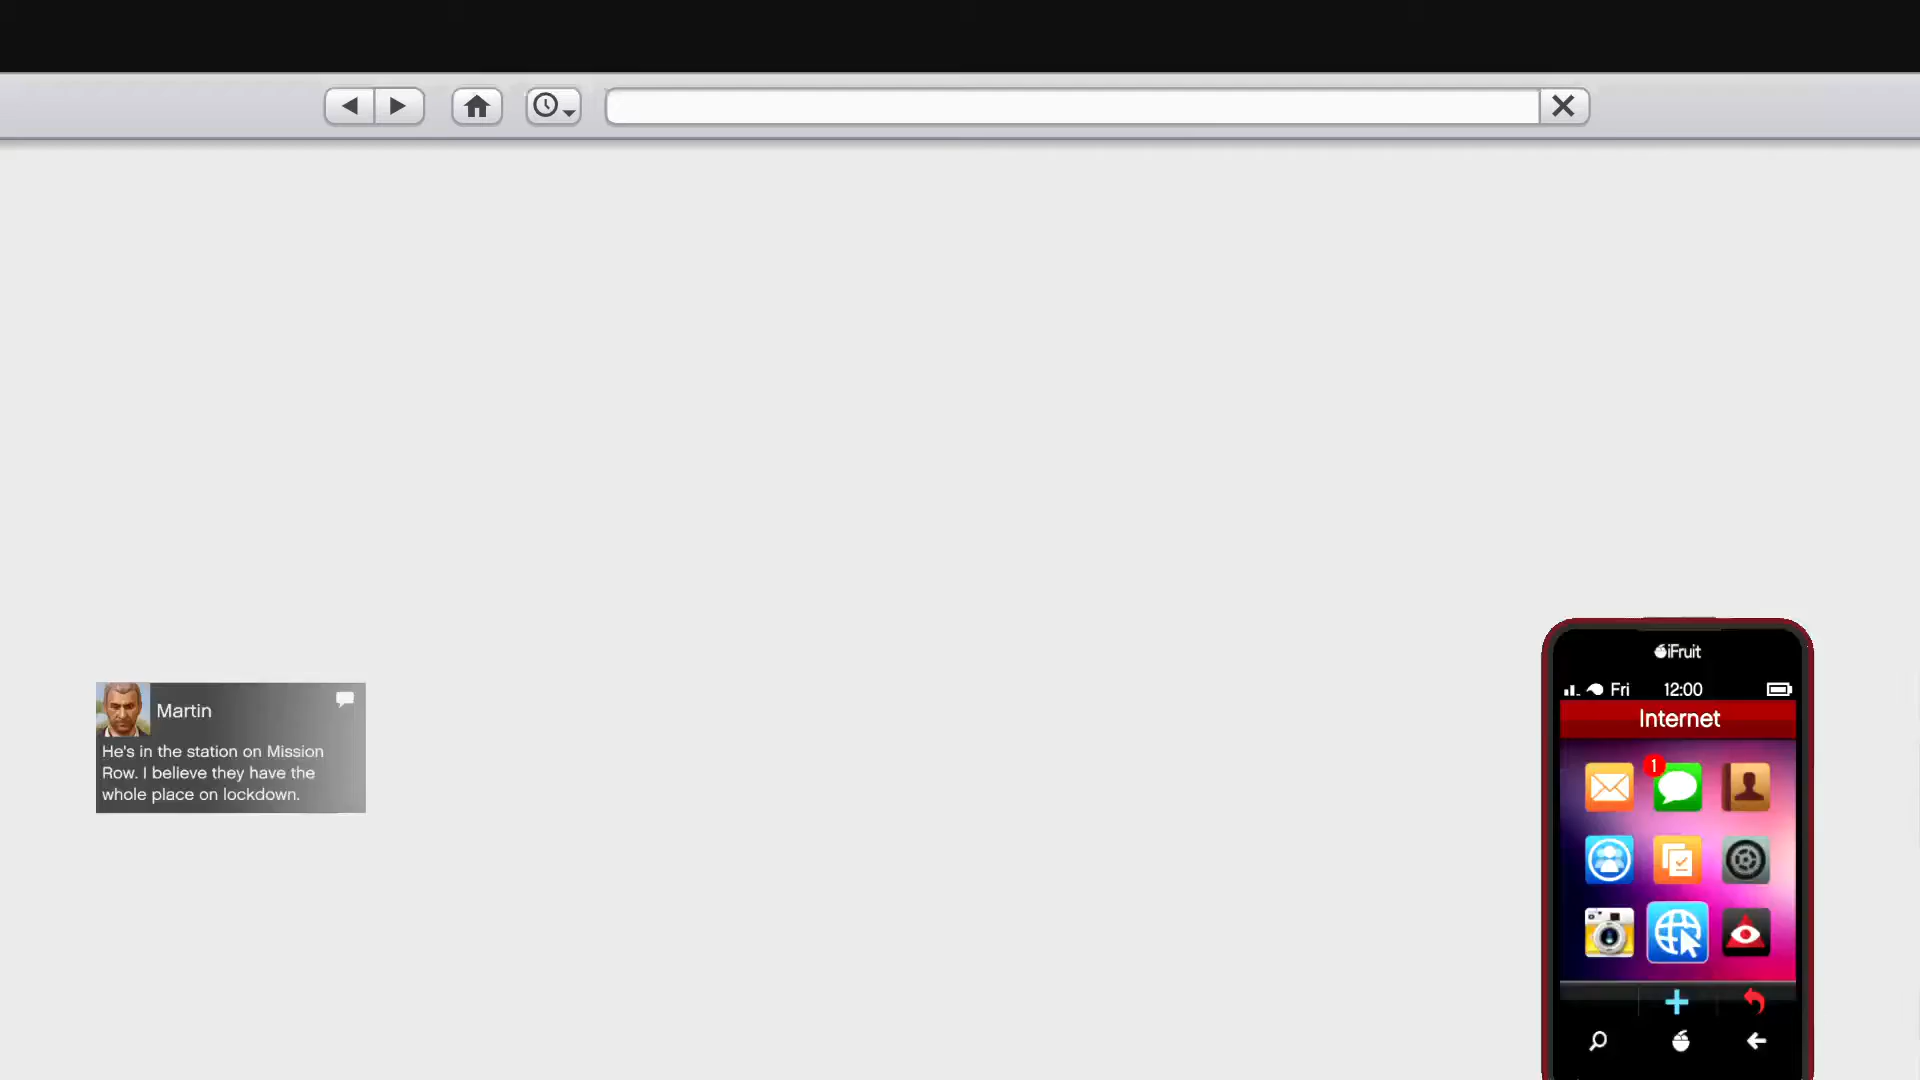 Martin
He's in the station on Mission
Row. I believe they have the
whole place on lockdown.
iFruit
Fri 12:00
Internet
1